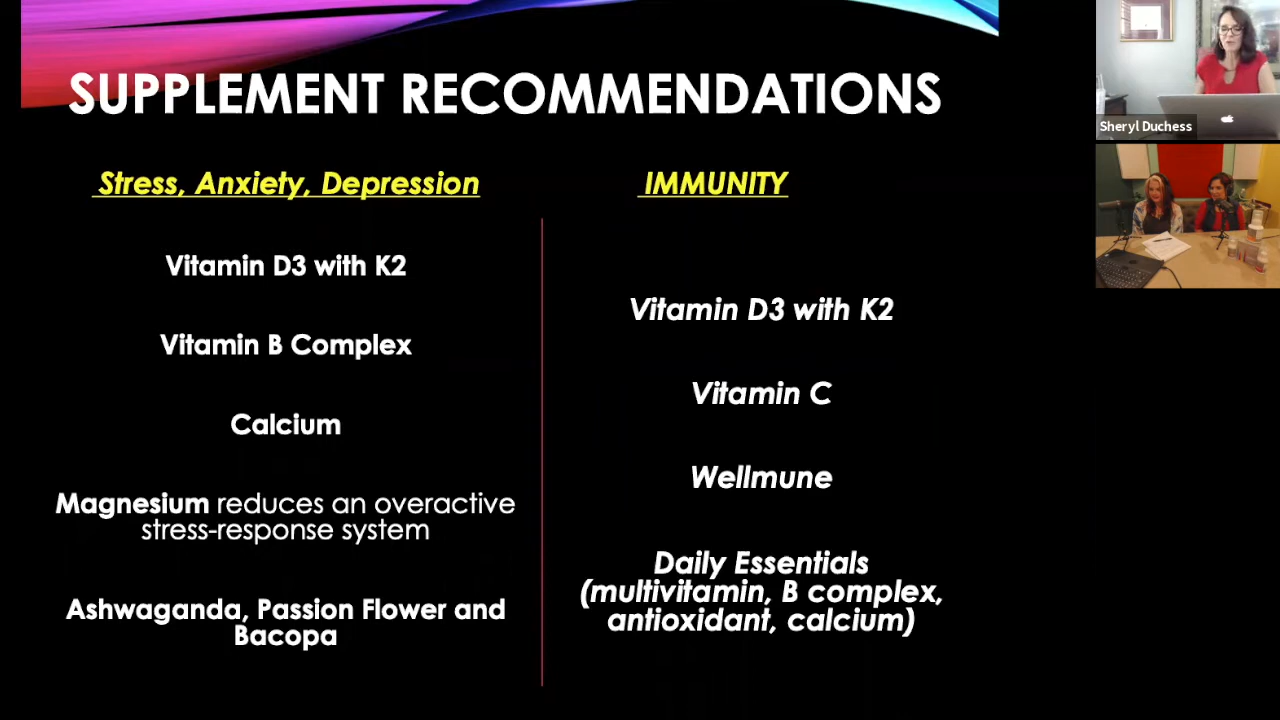 SUPPLEMENT RECOMMENDATIONS
Stress, Anxiety, Depression
Vitamin D3 with K2
Vitamin B Complex
Calcium
Magnesium reduces an overactive
stress-response system
Ashwaganda, Passion Flower and
Bacopa
IMMUNITY
Vitamin D3 with K2
Vitamin C
Wellmune
Daily Essentials
(multivitamin, B complex,
antioxidant, calcium)
Sheryl Duchess